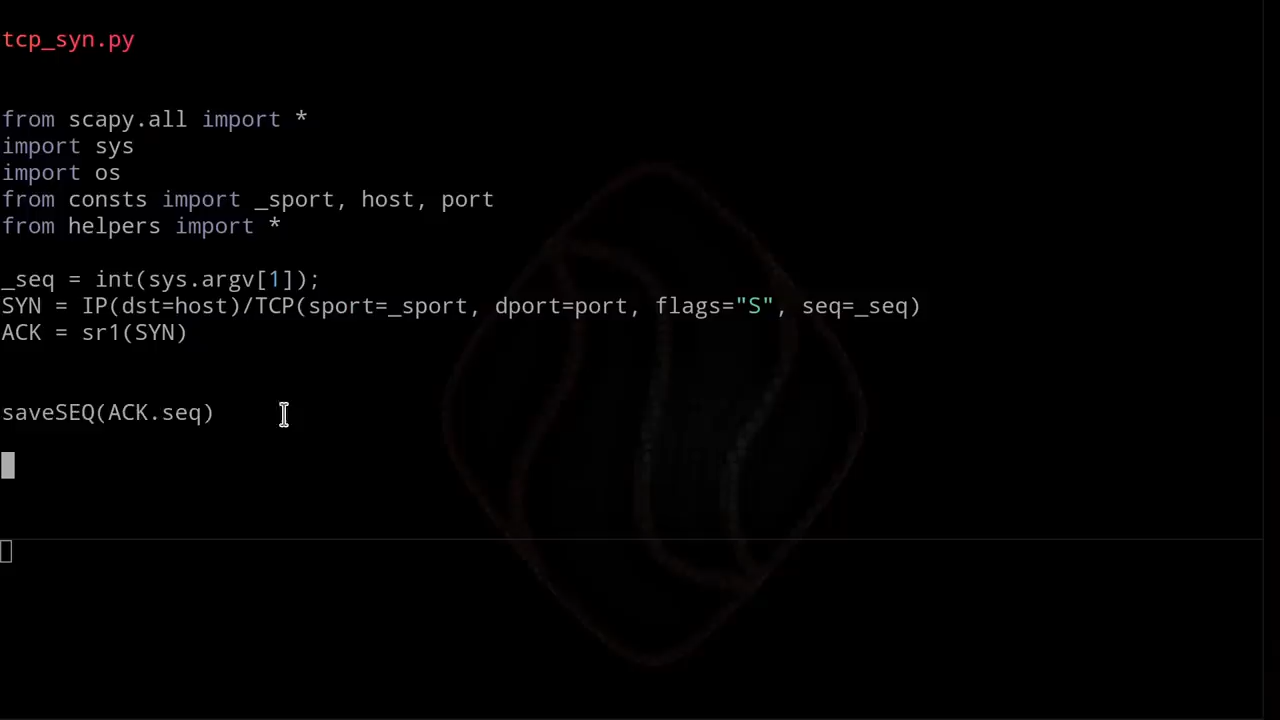 tcp_syn.py
from scapy.all import *
import sys
import os
from consts import _sport, host, port
from helpers import *
_seq = int(sys.argv[1]);
SYN = IP(dst=host)/TCP(sport=_sport, dport=port, flags="S", seq=_seq)
ACK = sr1(SYN)
saveSEQ(ACK.seq)